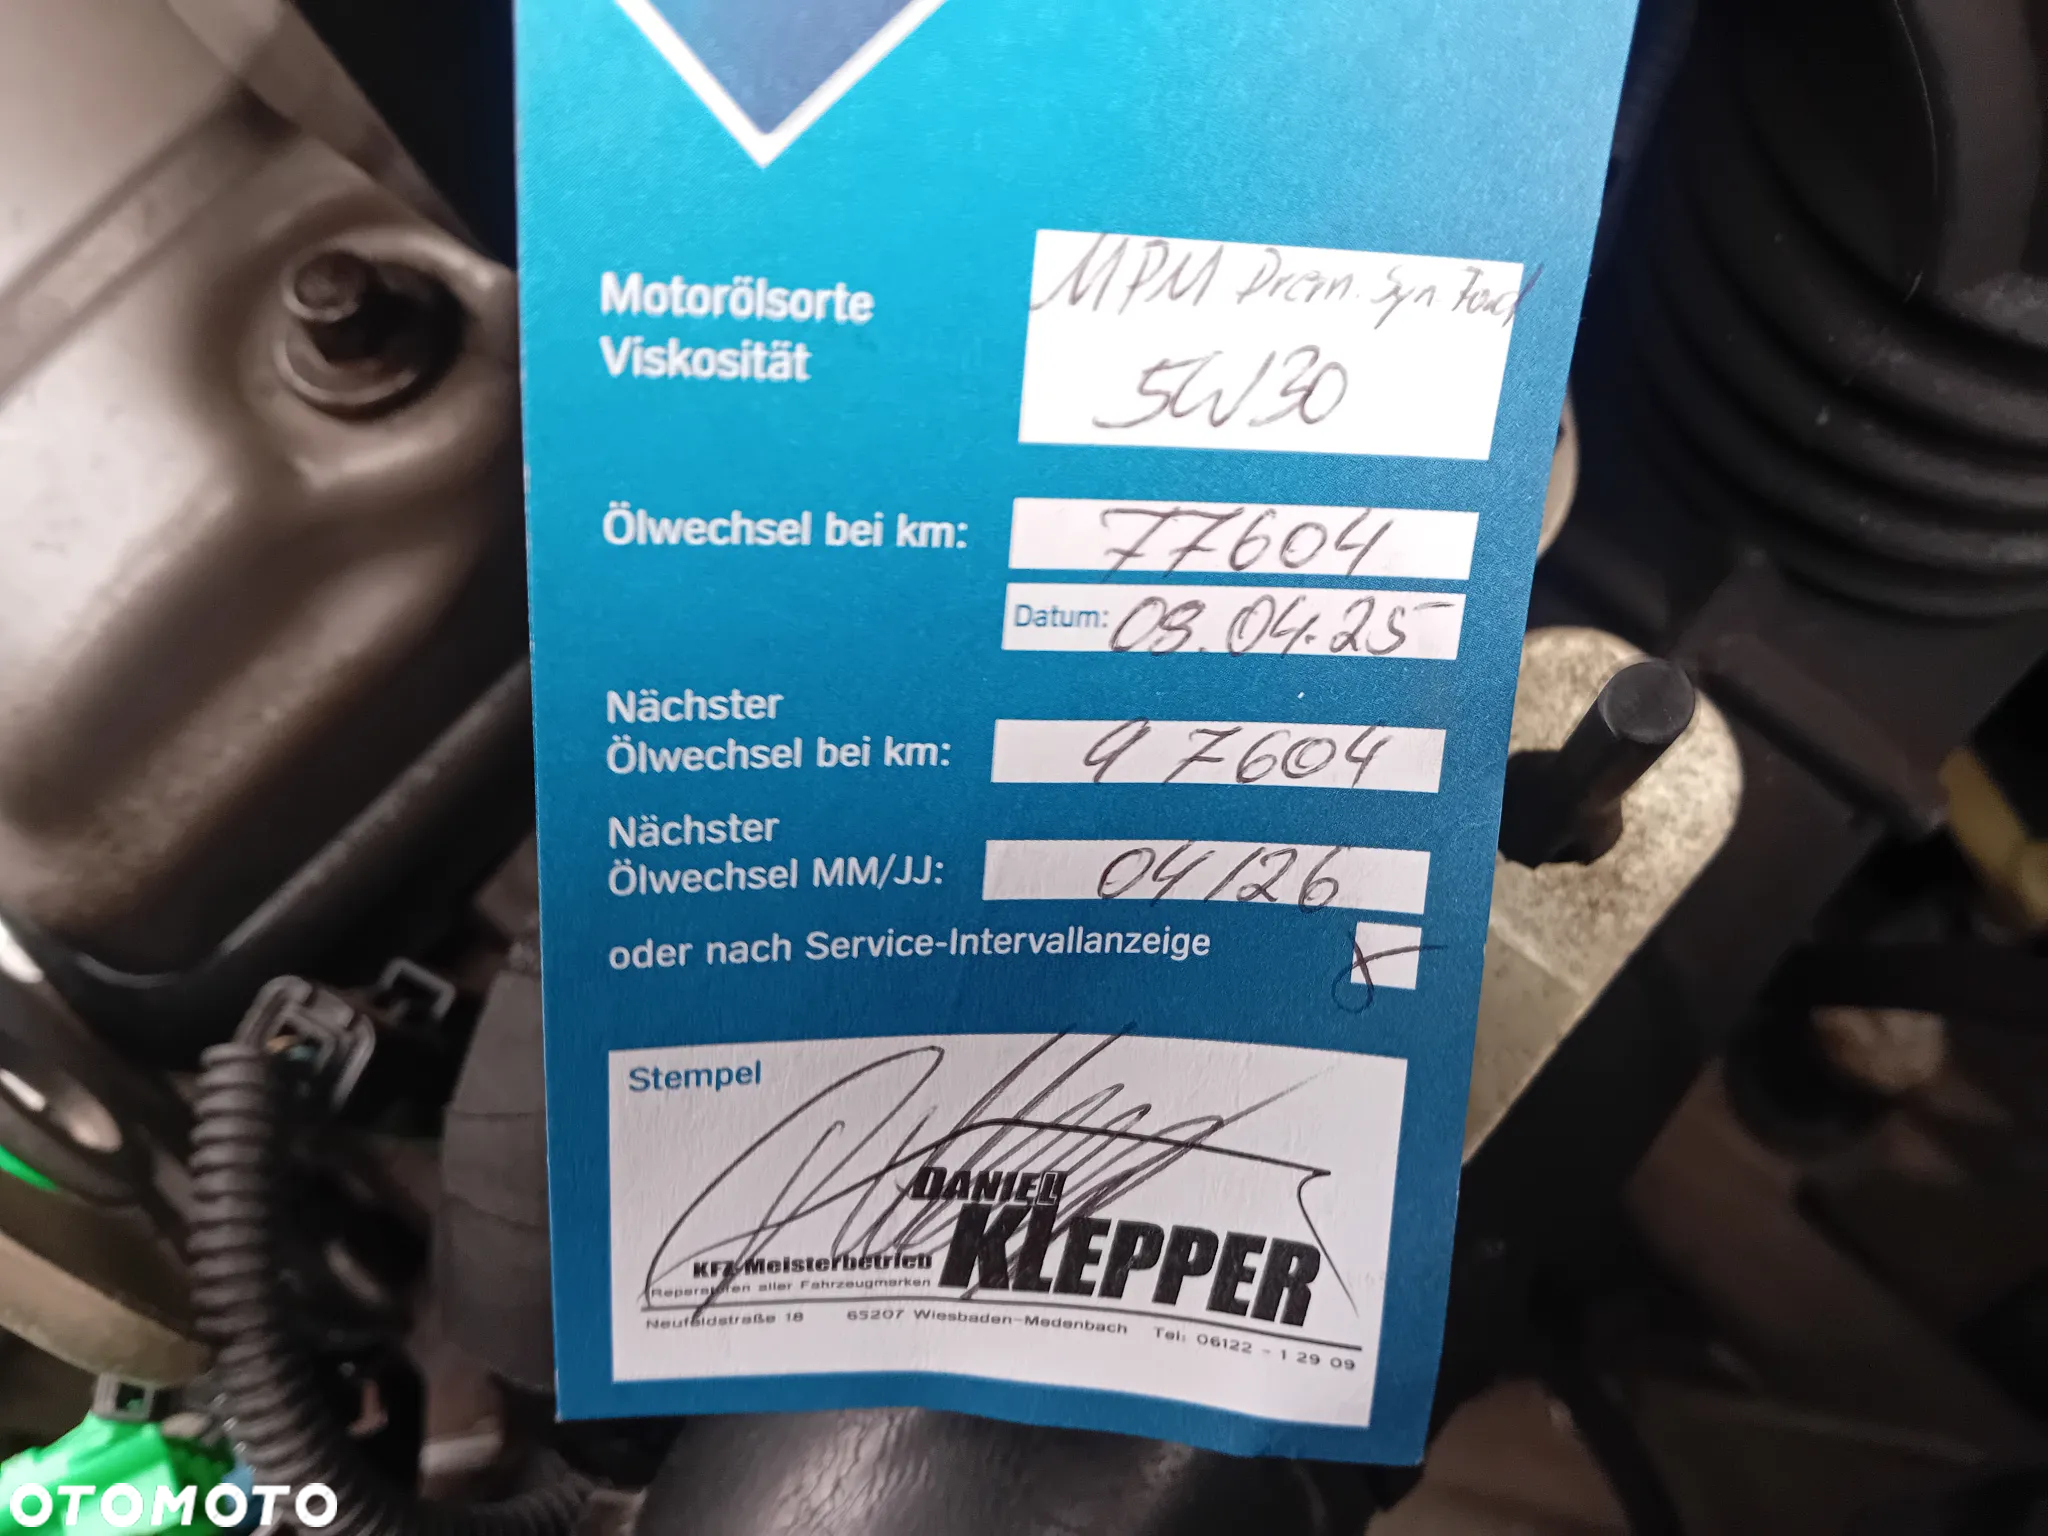 Motorölsorte
Viskosität
MPM Prem. Syn. Ford
5W30
Ölwechsel bei km: 77604
Datum: 08.04.25
Nächster
Ölwechsel bei km: 97604
Nächster
Ölwechsel MM/JJ: 04/26
oder nach Service-Intervallanzeige
Stempel
DANIEL
KLEPPER
KFZ-Meisterbetrieb
Reparaturen aller Fahrzeugmarken
Neufeldstraße 18 65207 Wiesbaden-Medenbach Tel: 06122 - 1 29 09
OTOMOTO